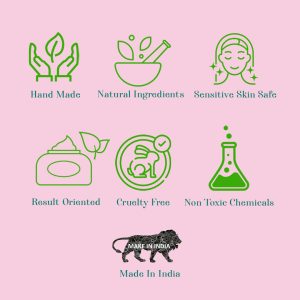 Hand Made
Natural Ingredients
Sensitive Skin Safe
Result Oriented
Cruelty Free
Non Toxic Chemicals
MAKE IN INDIA
Made In India